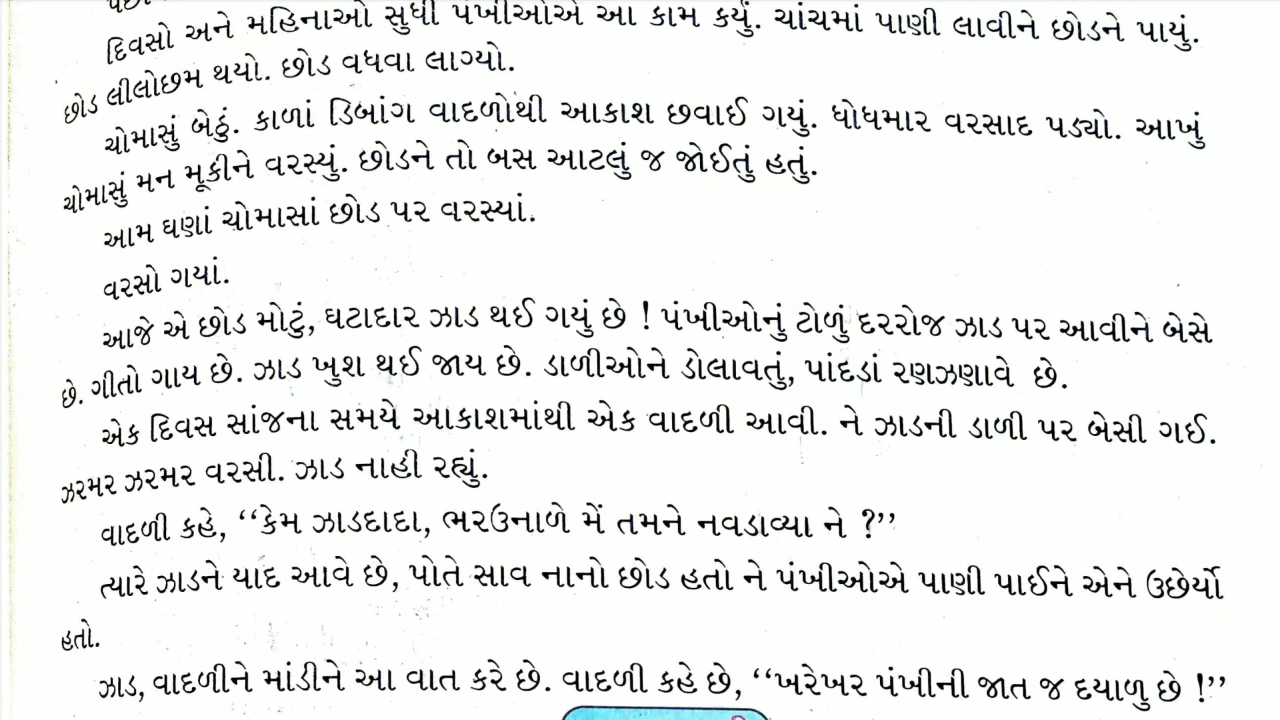 દિવસો અને મહિનાઓ સુધી પંખીઓએ આ કામ કર્યું. ચાંચમાં પાણી લાવીને છોડને પાયું.
છોડ લીલોછમ થયો. છોડ વધવા લાગ્યો.
ચોમાસું બેઠું. કાળાં ડિબાંગ વાદળોથી આકાશ છવાઈ ગયું. ધોધમાર વરસાદ પડ્યો. આખું
ચોમાસું મન મૂકીને વરસ્યું. છોડને તો બસ આટલું જ જોઈતું હતું.
આમ ઘણાં ચોમાસાં છોડ પર વરસ્યાં.
વરસો ગયાં.
આજે એ છોડ મોટું, ઘટાદાર ઝાડ થઈ ગયું છે ! પંખીઓનું ટોળું દરરોજ ઝાડ પર આવીને બેસે
છે. ગીતો ગાય છે. ઝાડ ખુશ થઈ જાય છે. ડાળીઓને ડોલાવતું, પાંદડાં રણઝણાવે છે.
એક દિવસ સાંજના સમયે આકાશમાંથી એક વાદળી આવી. ને ઝાડની ડાળી પર બેસી ગઈ.
ઝરમર ઝરમર વરસી. ઝાડ નાહી રહ્યું.
વાદળી કહે, “કેમ ઝાડદાદા, ભરઉનાળે મેં તમને નવડાવ્યા ને ?”
ત્યારે ઝાડને યાદ આવે છે, પોતે સાવ નાનો છોડ હતો ને પંખીઓએ પાણી પાઈને એને ઉછેર્યો
હતો.
ઝાડ, વાદળીને માંડીને આ વાત કરે છે. વાદળી કહે છે, “ખરેખર પંખીની જાત જ દયાળુ છે !”